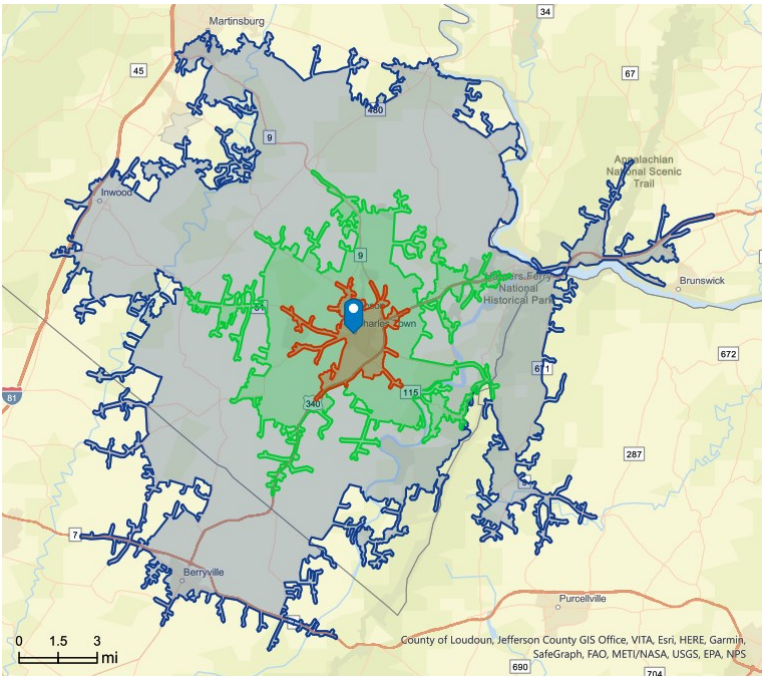 34
Martinsburg
45
67
480
9
Appalachian
National Scenic
Trail
Inwood
9
Harpers Ferry
National
Historical Park
Brunswick
51
Charles Town
672
671
81
115
340
287
7
Berryville
Purcellville
0 1.5 3
mi
County of Loudoun, Jefferson County GIS Office, VITA, Esri, HERE, Garmin,
SafeGraph, FAO, METI/NASA, USGS, EPA, NPS
690
704